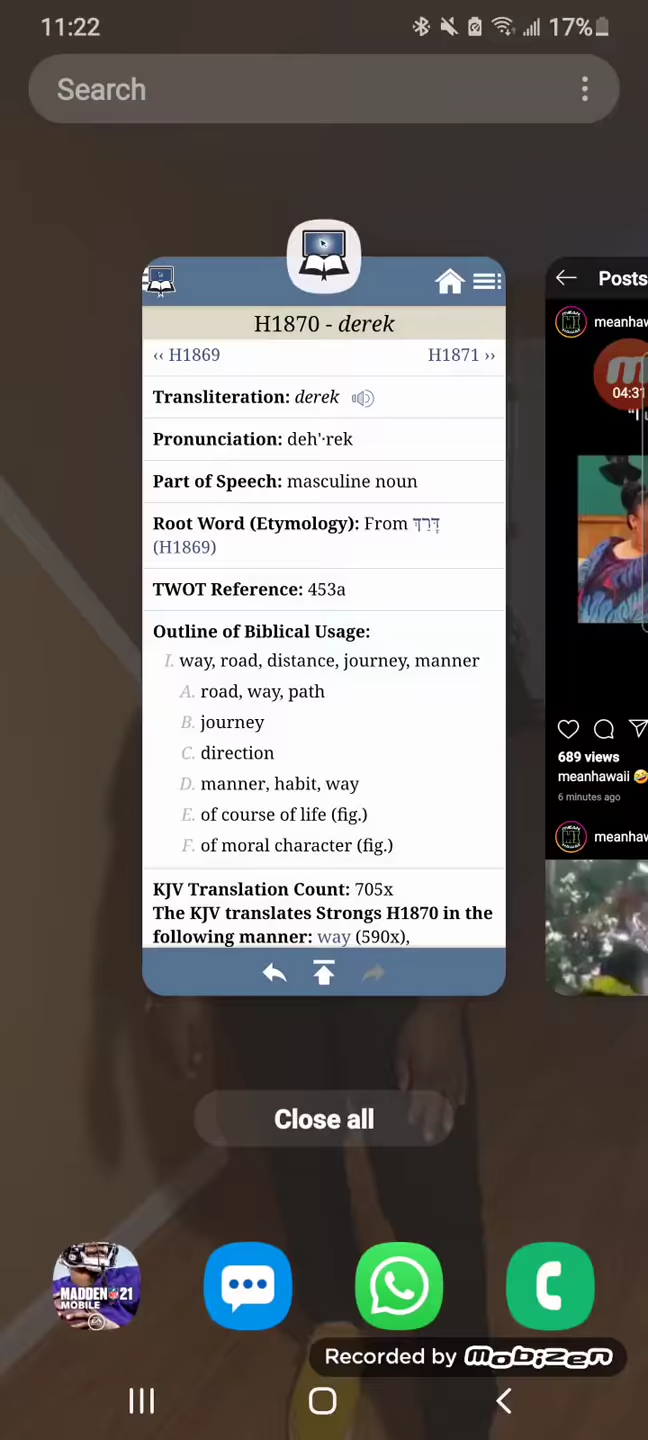 11:22
17%
Search
H1870 - derek
‹‹ H1869
H1871 ››
Transliteration: derek
Pronunciation: deh'·rek
Part of Speech: masculine noun
Root Word (Etymology): From דָּרַךְ
(H1869)
TWOT Reference: 453a
Outline of Biblical Usage:
I. way, road, distance, journey, manner
A. road, way, path
B. journey
C. direction
D. manner, habit, way
E. of course of life (fig.)
F. of moral character (fig.)
KJV Translation Count: 705x
The KJV translates Strongs H1870 in the
following manner: way (590x),
Posts
meanhaw
04:31
689 views
meanhawaii 🤣
6 minutes ago
meanhaw
Close all
MADDEN 21
MOBILE
Recorded by mobizen